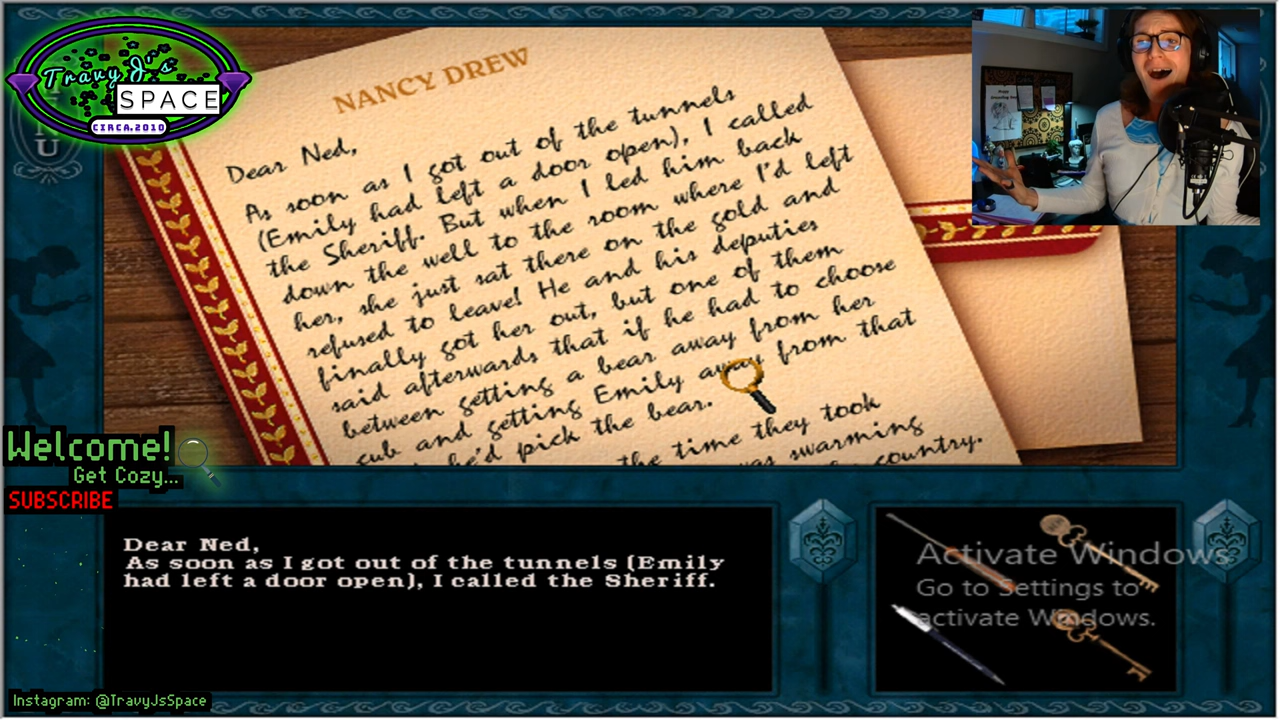 Travy J's
SPACE
CIRCA.2010
NANCY DREW
Dear Ned,
As soon as I got out of the tunnels
(Emily had left a door open), I called
the Sheriff. But when I led him back
down the well to the room where I'd left
her, she just sat there on the gold and
refused to leave! He and his deputies
finally got her out, but one of them
said afterwards that if he had to choose
between getting a bear away from her
cub and getting Emily away from that
he'd pick the bear.
the time they took
was swarming
country.
Welcome!
Get Cozy...
SUBSCRIBE
Dear Ned,
As soon as I got out of the tunnels (Emily
had left a door open), I called the Sheriff.
Activate Windows
Go to Settings to
activate Windows.
Instagram: @TravyJsSpace